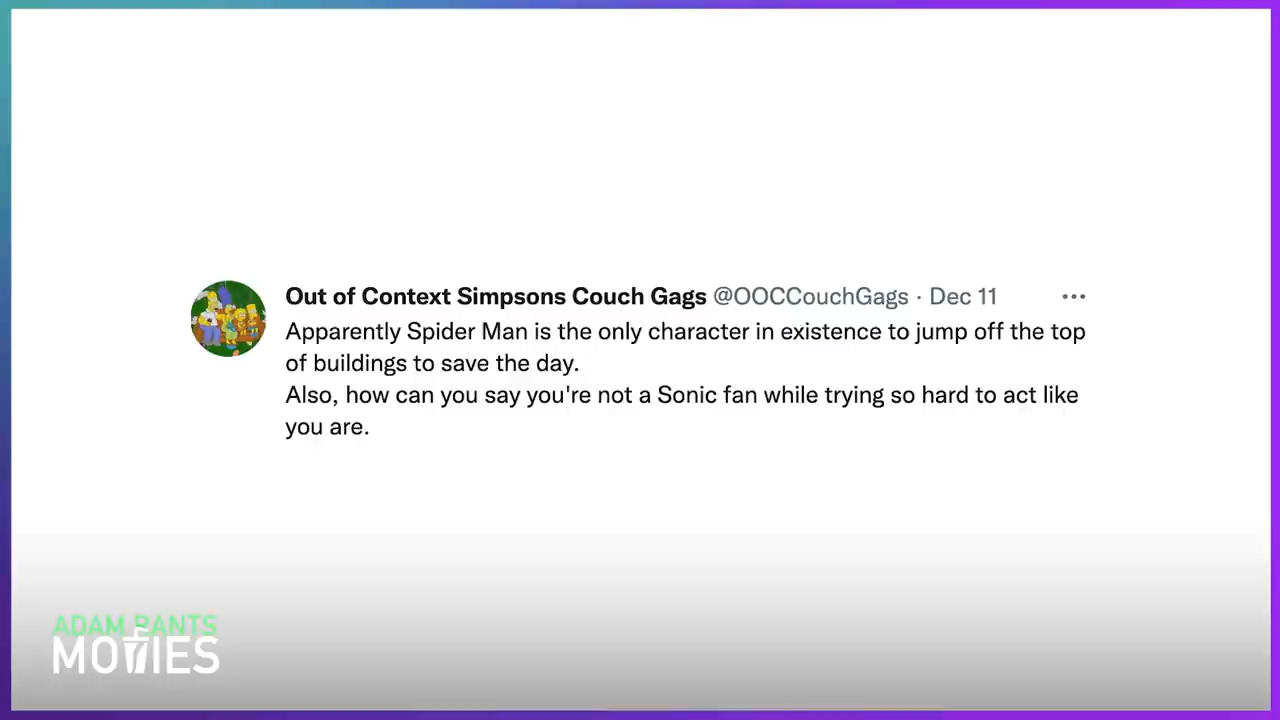 Out of Context Simpsons Couch Gags @OOCCouchGags · Dec 11
Apparently Spider Man is the only character in existence to jump off the top
of buildings to save the day.
Also, how can you say you're not a Sonic fan while trying so hard to act like
you are.
ADAM RANTS
MOVIES